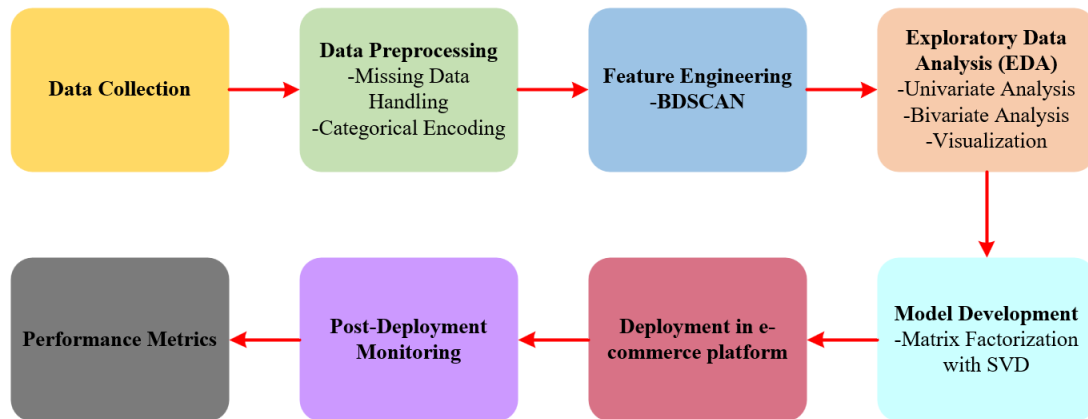 Data Collection
Data Preprocessing
-Missing Data
Handling
-Categorical Encoding
Feature Engineering
-BDSCAN
Exploratory Data
Analysis (EDA)
-Univariate Analysis
-Bivariate Analysis
-Visualization
Model Development
-Matrix Factorization
with SVD
Deployment in e-
commerce platform
Post-Deployment
Monitoring
Performance Metrics